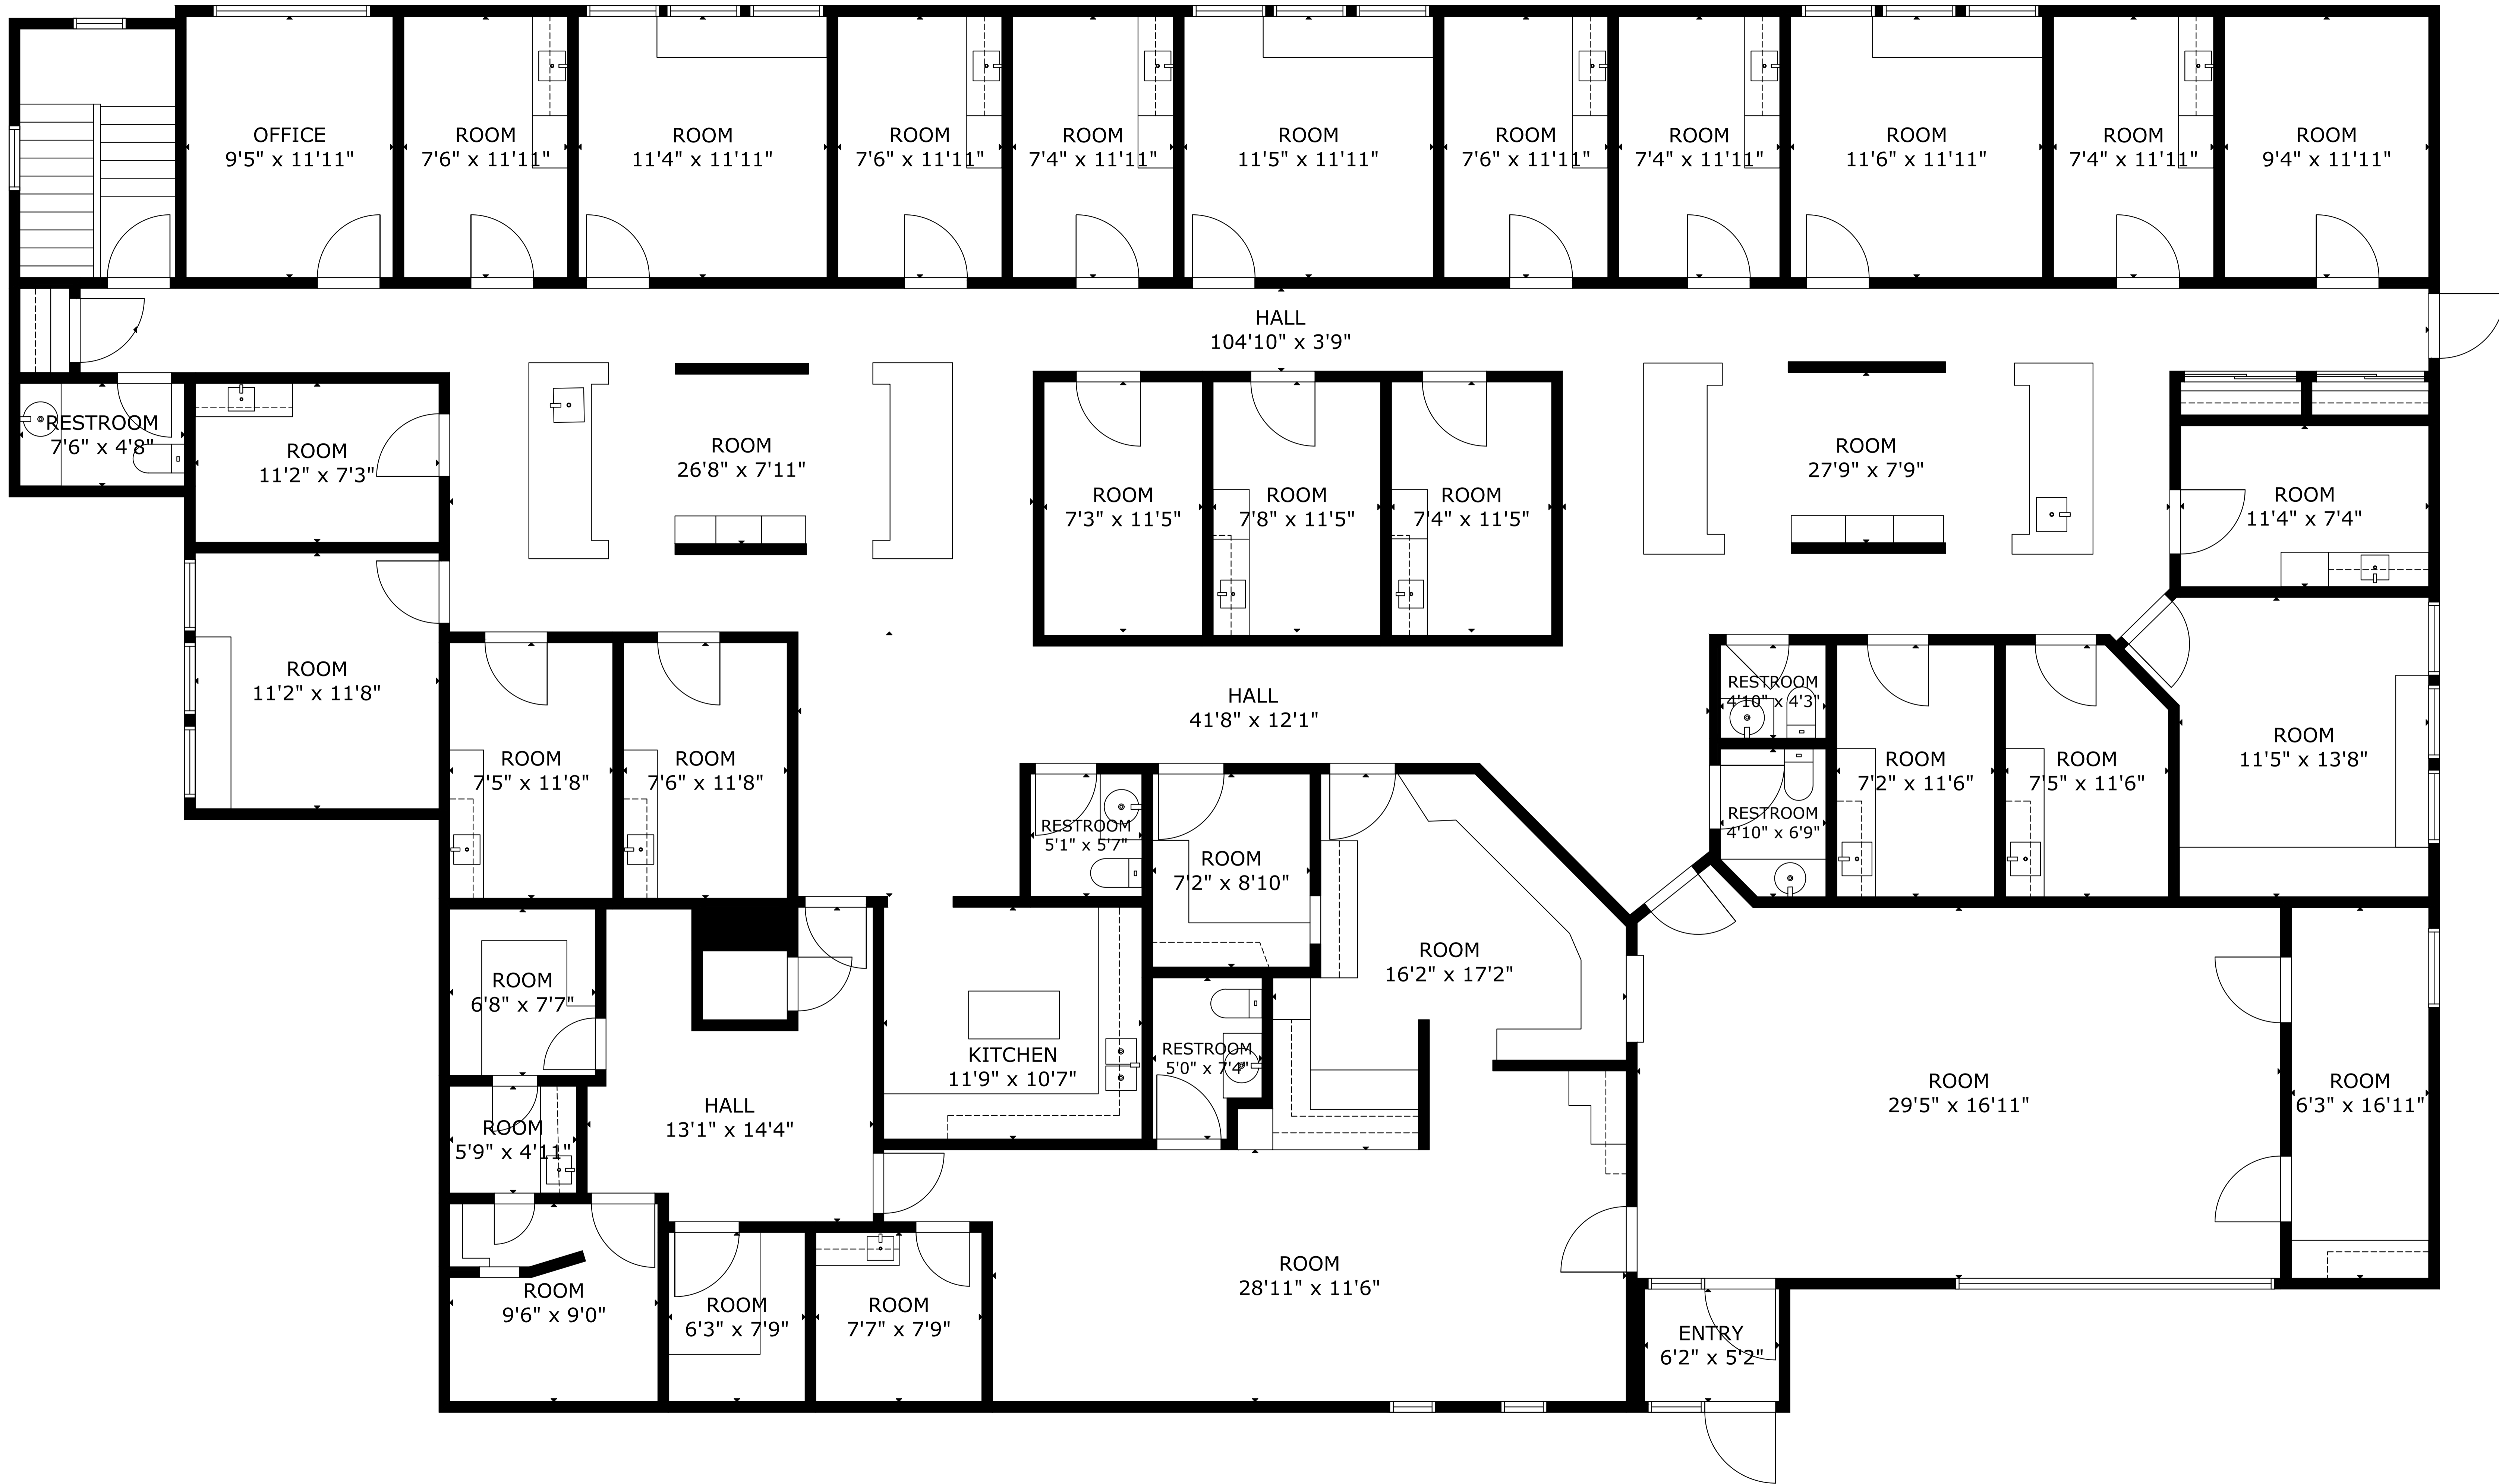 OFFICE
9'5" x 11'11"
ROOM
7'6" x 11'11"
ROOM
11'4" x 11'11"
ROOM
7'6" x 11'11"
ROOM
7'4" x 11'11"
ROOM
11'5" x 11'11"
ROOM
7'6" x 11'11"
ROOM
7'4" x 11'11"
ROOM
11'6" x 11'11"
ROOM
7'4" x 11'11"
ROOM
9'4" x 11'11"
HALL
104'10" x 3'9"
RESTROOM
7'6" x 4'8"
ROOM
11'2" x 7'3"
ROOM
26'8" x 7'11"
ROOM
7'3" x 11'5"
ROOM
7'8" x 11'5"
ROOM
7'4" x 11'5"
ROOM
27'9" x 7'9"
ROOM
11'4" x 7'4"
ROOM
11'2" x 11'8"
HALL
41'8" x 12'1"
RESTROOM
4'10" x 4'3"
ROOM
7'5" x 11'8"
ROOM
7'6" x 11'8"
ROOM
7'2" x 11'6"
ROOM
7'5" x 11'6"
ROOM
11'5" x 13'8"
RESTROOM
5'1" x 5'7"
RESTROOM
4'10" x 6'9"
ROOM
7'2" x 8'10"
ROOM
16'2" x 17'2"
ROOM
6'8" x 7'7"
KITCHEN
11'9" x 10'7"
RESTROOM
5'0" x 7'4"
ROOM
29'5" x 16'11"
ROOM
6'3" x 16'11"
HALL
13'1" x 14'4"
ROOM
5'9" x 4'11"
ROOM
9'6" x 9'0"
ROOM
6'3" x 7'9"
ROOM
7'7" x 7'9"
ROOM
28'11" x 11'6"
ENTRY
6'2" x 5'2"